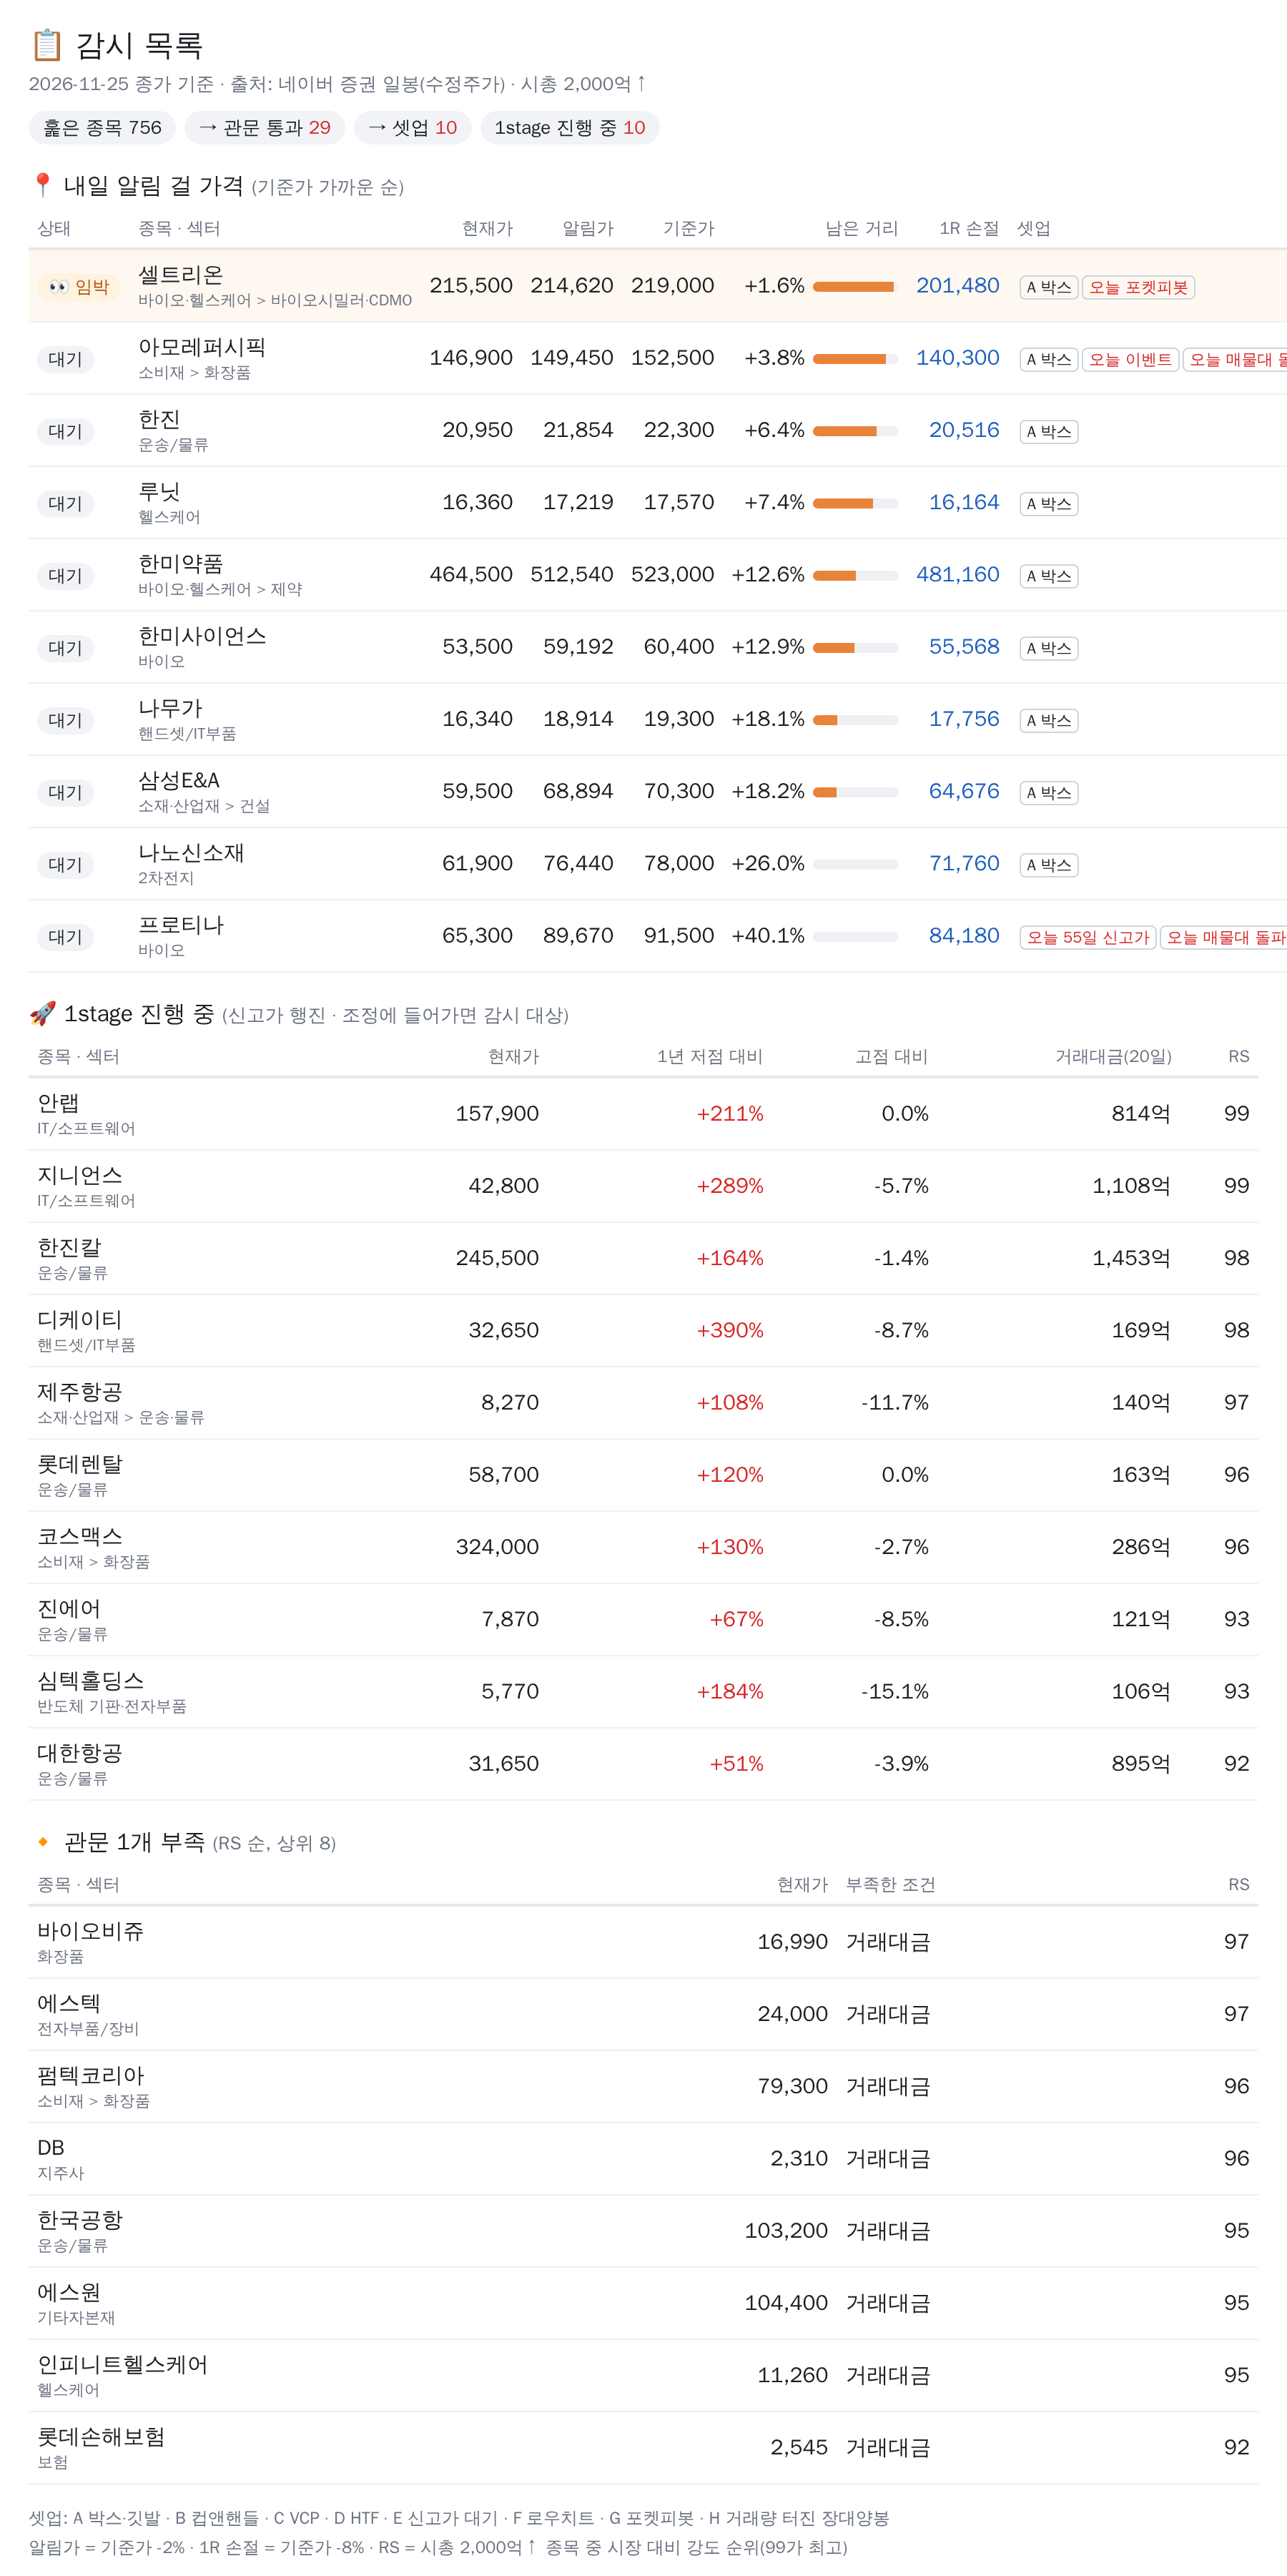 📋 감시 목록
2026-11-25 종가 기준 · 출처: 네이버 증권 일봉(수정주가) · 시총 2,000억↑
훑은 종목 756 → 관문 통과 29 → 셋업 10 1stage 진행 중 10
📍 내일 알림 걸 가격 (기준가 가까운 순)
상태 종목 · 섹터 현재가 알림가 기준가 남은 거리 1R 손절 셋업
👀 임박 셀트리온 215,500 214,620 219,000 +1.6% 201,480 A 박스 오늘 포켓피봇
바이오·헬스케어 > 바이오시밀러·CDMO
대기 아모레퍼시픽 146,900 149,450 152,500 +3.8% 140,300 A 박스 오늘 이벤트 오늘 매물대
소비재 > 화장품
대기 한진 20,950 21,854 22,300 +6.4% 20,516 A 박스
운송/물류
대기 루닛 16,360 17,219 17,570 +7.4% 16,164 A 박스
헬스케어
대기 한미약품 464,500 512,540 523,000 +12.6% 481,160 A 박스
바이오·헬스케어 > 제약
대기 한미사이언스 53,500 59,192 60,400 +12.9% 55,568 A 박스
바이오
대기 나무가 16,340 18,914 19,300 +18.1% 17,756 A 박스
핸드셋/IT부품
대기 삼성E&A 59,500 68,894 70,300 +18.2% 64,676 A 박스
소재·산업재 > 건설
대기 나노신소재 61,900 76,440 78,000 +26.0% 71,760 A 박스
2차전지
대기 프로티나 65,300 89,670 91,500 +40.1% 84,180 오늘 55일 신고가 오늘 매물대 돌파
바이오
🚀 1stage 진행 중 (신고가 행진 · 조정에 들어가면 감시 대상)
종목 · 섹터 현재가 1년 저점 대비 고점 대비 거래대금(20일) RS
안랩 157,900 +211% 0.0% 814억 99
IT/소프트웨어
지니언스 42,800 +289% -5.7% 1,108억 99
IT/소프트웨어
한진칼 245,500 +164% -1.4% 1,453억 98
운송/물류
디케이티 32,650 +390% -8.7% 169억 98
핸드셋/IT부품
제주항공 8,270 +108% -11.7% 140억 97
소재·산업재 > 운송·물류
롯데렌탈 58,700 +120% 0.0% 163억 96
운송/물류
코스맥스 324,000 +130% -2.7% 286억 96
소비재 > 화장품
진에어 7,870 +67% -8.5% 121억 93
운송/물류
심텍홀딩스 5,770 +184% -15.1% 106억 93
반도체 기판·전자부품
대한항공 31,650 +51% -3.9% 895억 92
운송/물류
🔸 관문 1개 부족 (RS 순, 상위 8)
종목 · 섹터 현재가 부족한 조건 RS
바이오비쥬 16,990 거래대금 97
화장품
에스텍 24,000 거래대금 97
전자부품/장비
펌텍코리아 79,300 거래대금 96
소비재 > 화장품
DB 2,310 거래대금 96
지주사
한국공항 103,200 거래대금 95
운송/물류
에스원 104,400 거래대금 95
기타자본재
인피니트헬스케어 11,260 거래대금 95
헬스케어
롯데손해보험 2,545 거래대금 92
보험
셋업: A 박스·깃발 · B 컵앤핸들 · C VCP · D HTF · E 신고가 대기 · F 로우치트 · G 포켓피봇 · H 거래량 터진 장대양봉
알림가 = 기준가 -2% · 1R 손절 = 기준가 -8% · RS = 시총 2,000억↑ 종목 중 시장 대비 강도 순위(99가 최고)